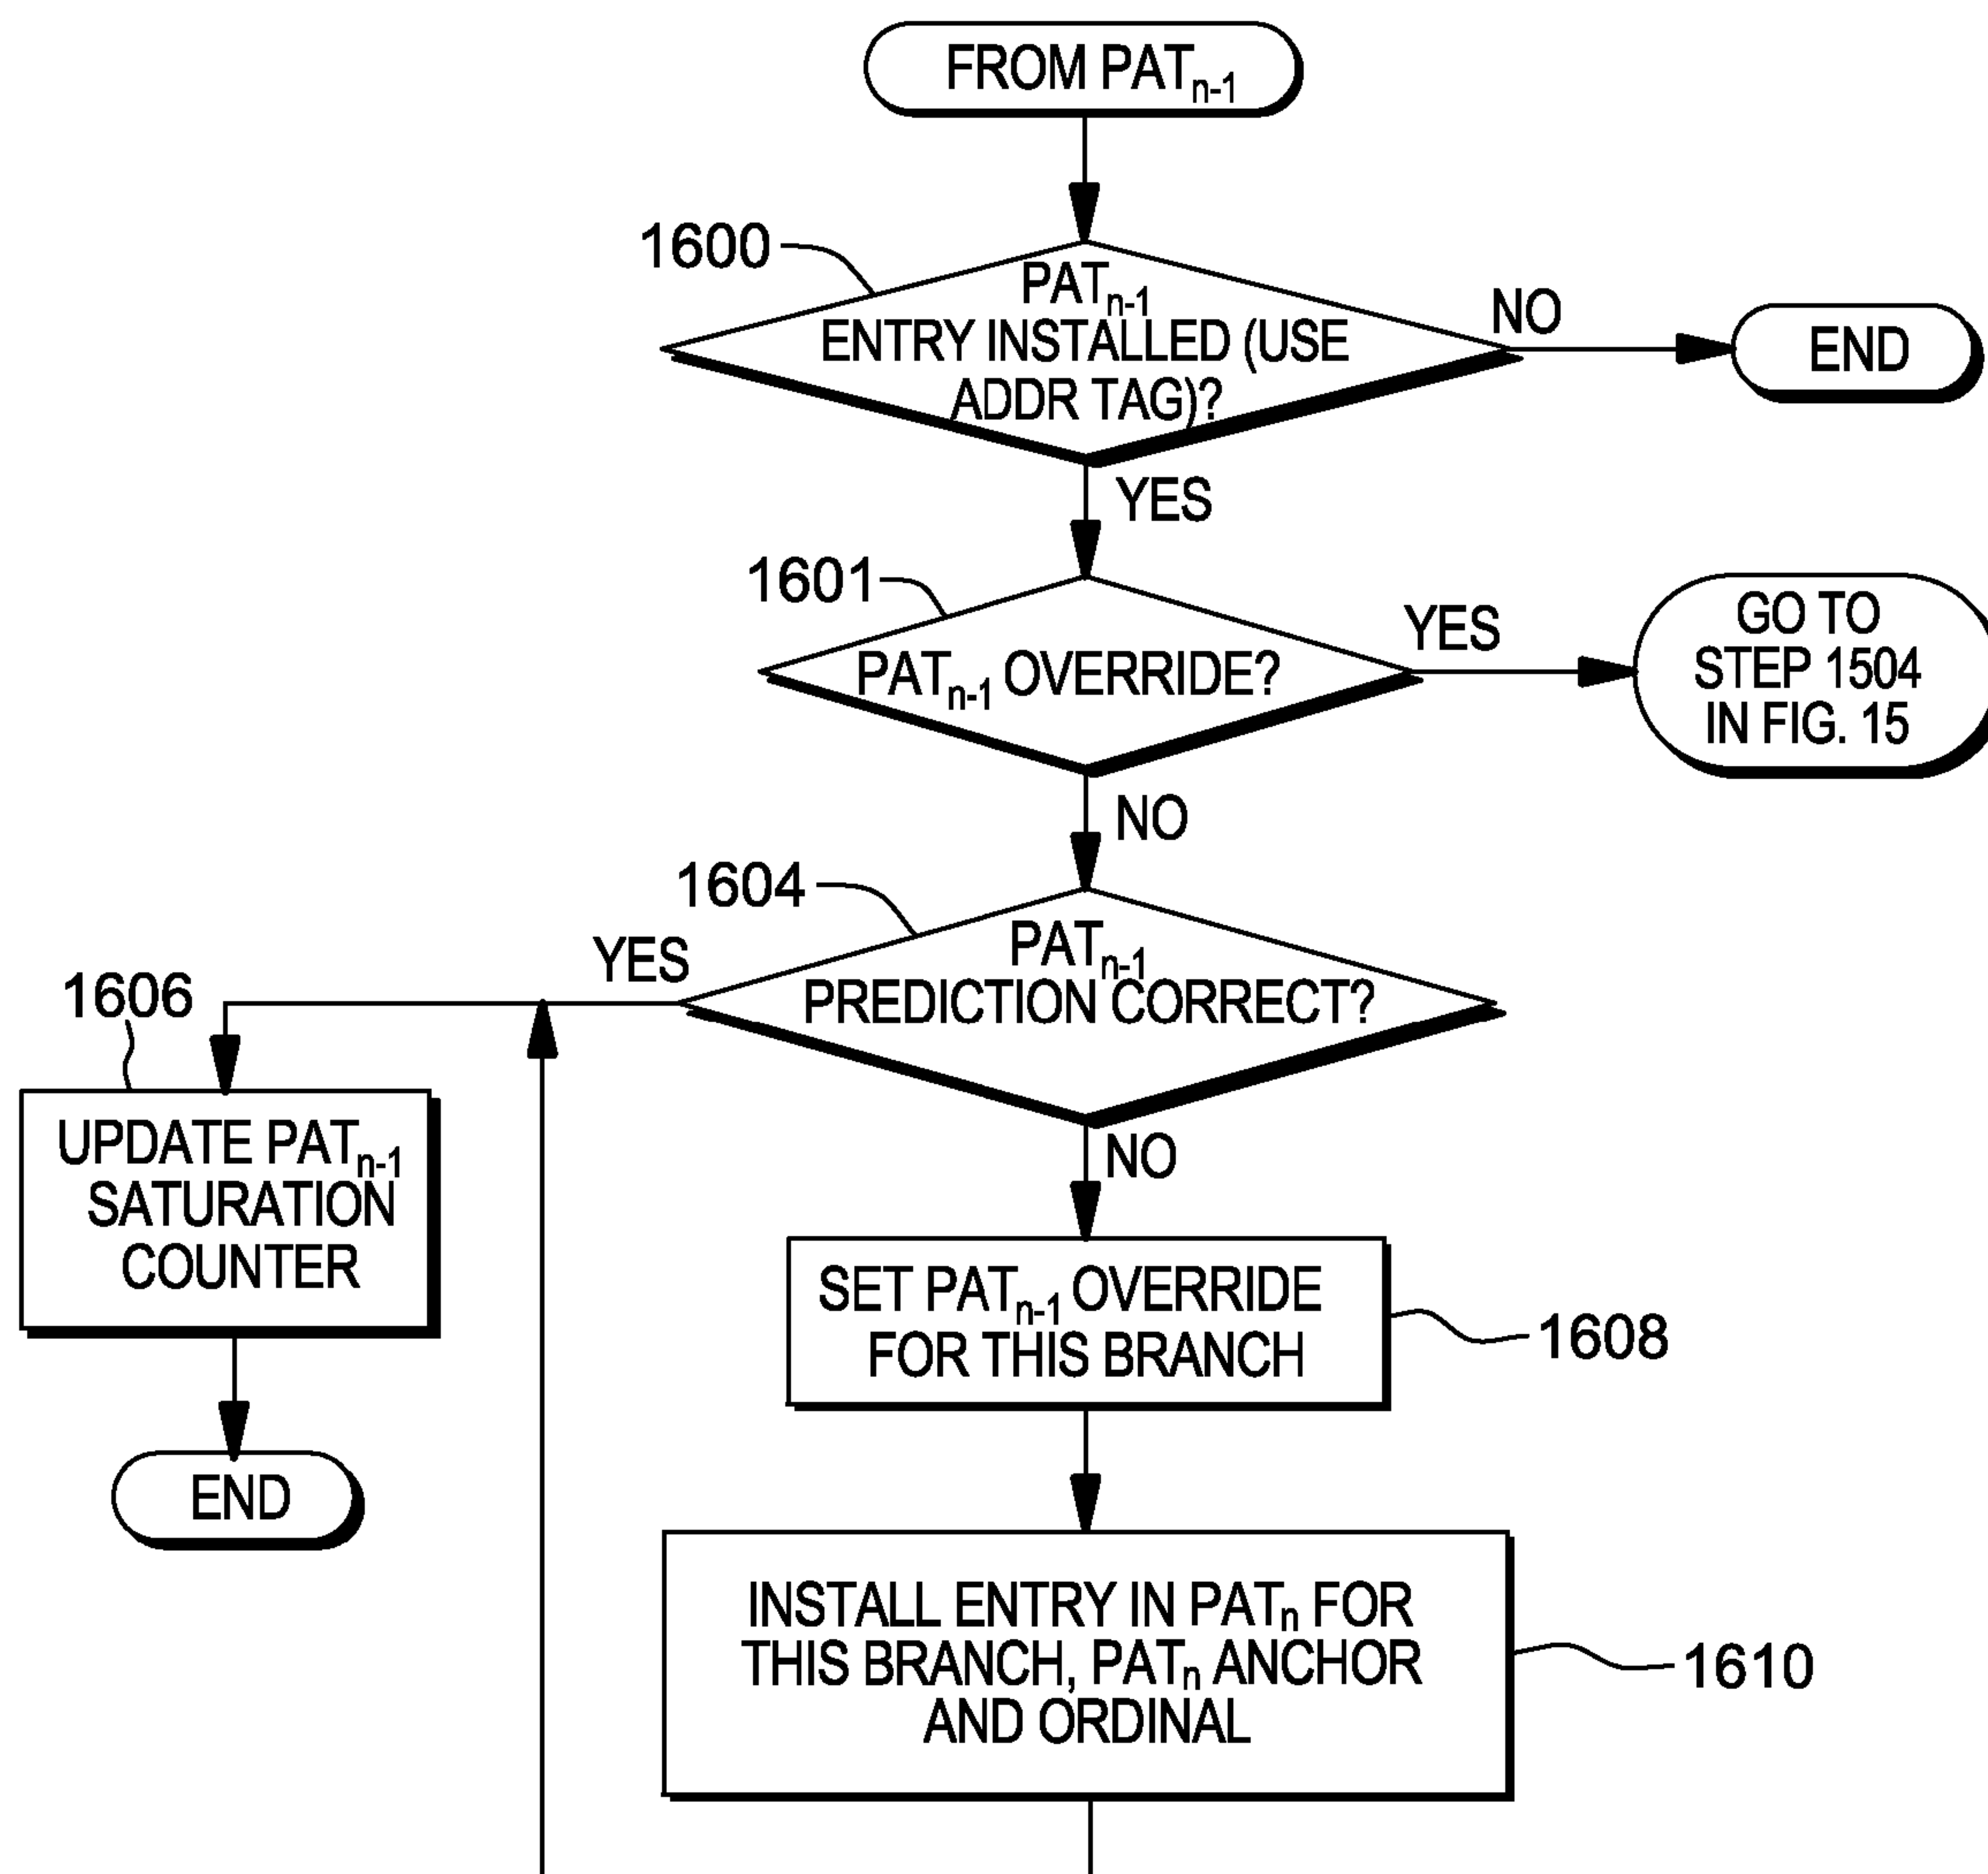 FROM PATn-1
1600
PATn-1
ENTRY INSTALLED (USE
ADDR TAG)?
NO
END
YES
1601
PATn-1 OVERRIDE?
YES
GO TO
STEP 1504
IN FIG. 15
NO
1604
PATn-1
PREDICTION CORRECT?
YES
1606
UPDATE PATn-1
SATURATION
COUNTER
END
NO
SET PATn-1 OVERRIDE
FOR THIS BRANCH
1608
INSTALL ENTRY IN PATn FOR
THIS BRANCH, PATn ANCHOR
AND ORDINAL
1610